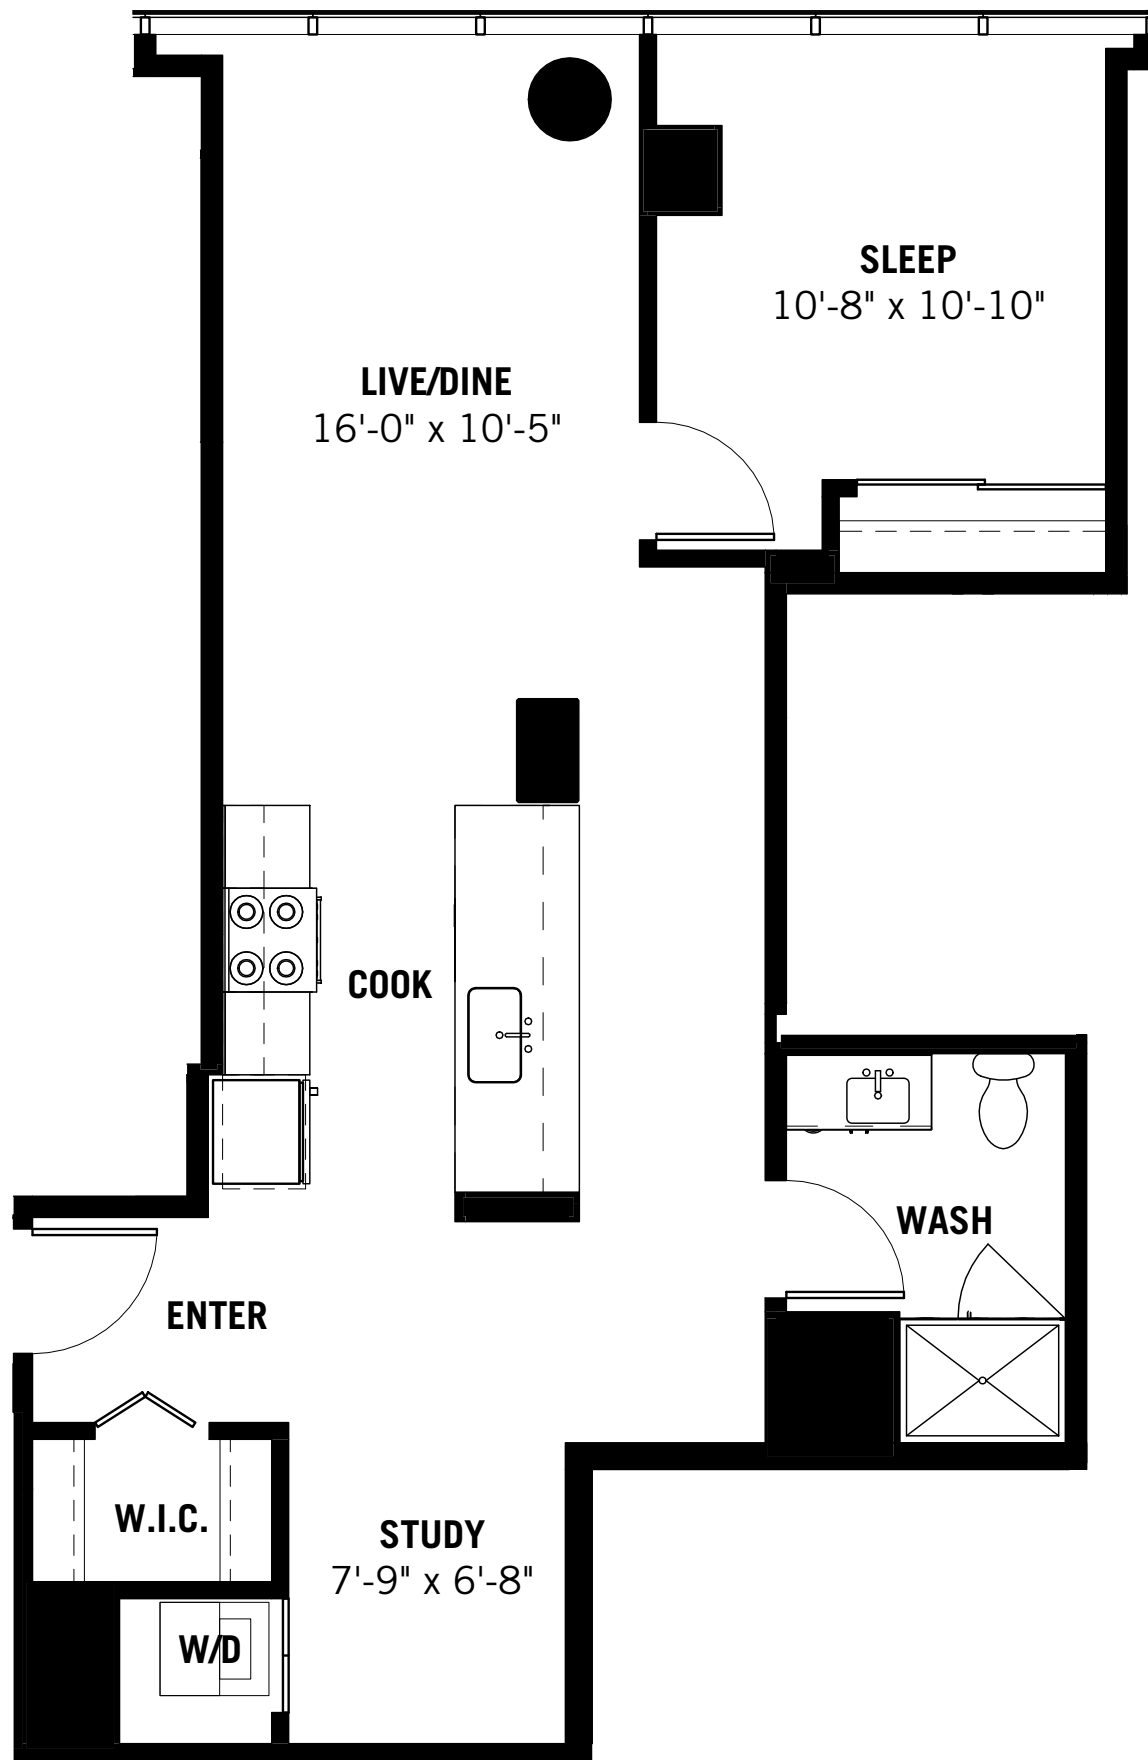 SLEEP
10'-8" x 10'-10"
LIVE/DINE
16'-0" x 10'-5"
COOK
WASH
ENTER
W.I.C.
STUDY
7'-9" x 6'-8"
W/D